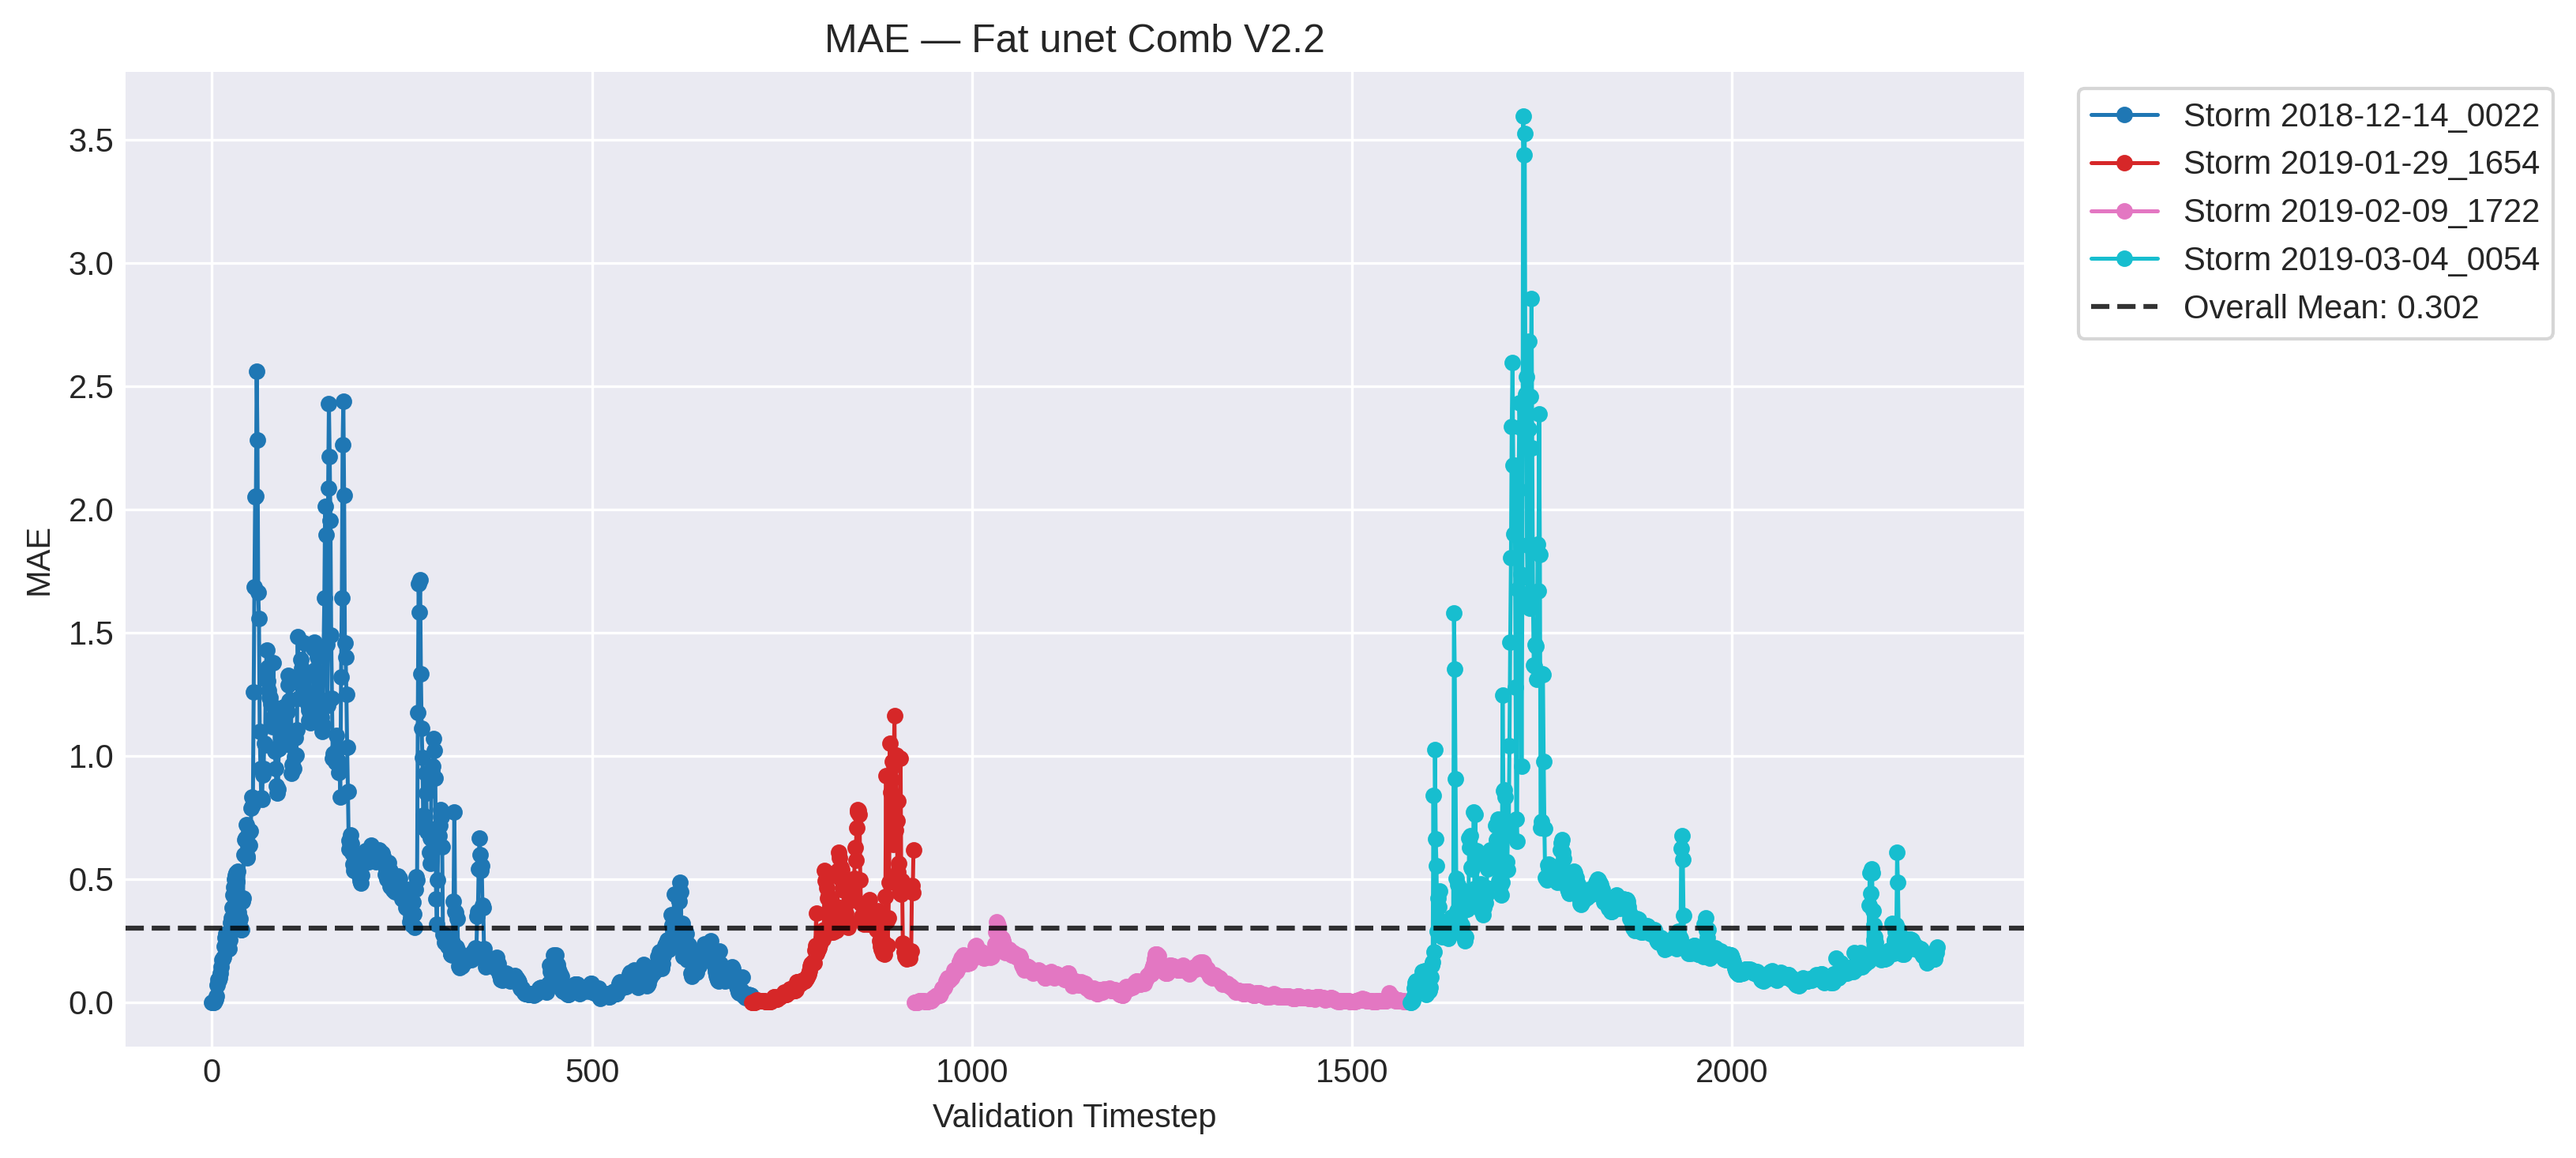 MAE — Fat unet Comb V2.2
MAE
3.5
3.0
2.5
2.0
1.5
1.0
0.5
0.0
0
500
1000
1500
2000
Validation Timestep
Storm 2018-12-14_0022
Storm 2019-01-29_1654
Storm 2019-02-09_1722
Storm 2019-03-04_0054
Overall Mean: 0.302